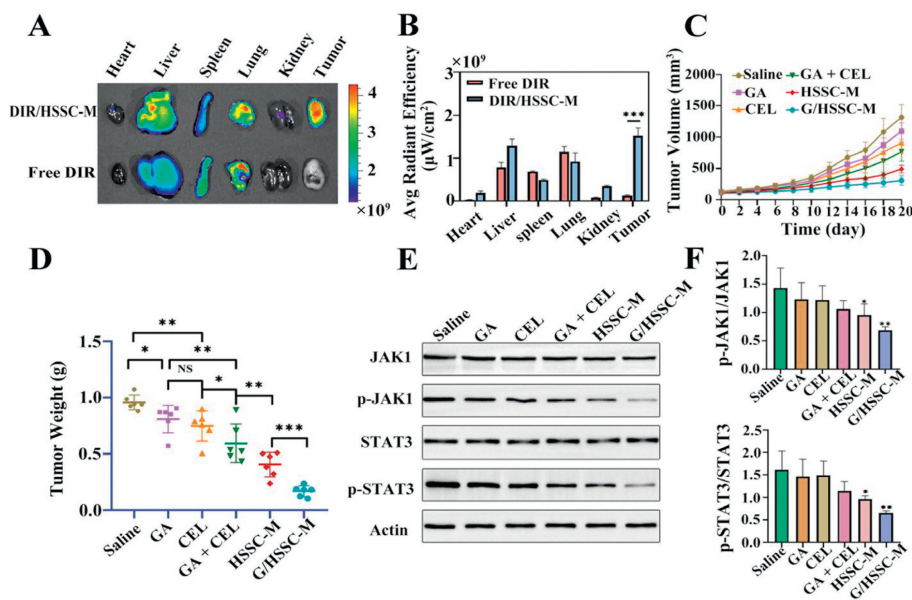 A
Heart
Liver
Spleen
Lung
Kidney
Tumor
DIR/HSSC-M
Free DIR
4
3
2
×10⁹
B
×10⁹
Avg Radiant Efficiency
(μW/cm²)
3
2
1
0
Free DIR
DIR/HSSC-M
***
Heart
Liver
spleen
Lung
Kidney
Tumor
C
Tumor Volume (mm³)
2000
1500
1000
500
0
Saline
GA
CEL
GA + CEL
HSSC-M
G/HSSC-M
0 2 4 6 8 10 12 14 16 18 20
Time (day)
D
Tumor Weight (g)
1.5
1.0
0.5
0.0
**
*
**
NS
*
**
***
Saline
GA
CEL
GA + CEL
HSSC-M
G/HSSC-M
E
Saline
GA
CEL
GA + CEL
HSSC-M
G/HSSC-M
JAK1
p-JAK1
STAT3
p-STAT3
Actin
F
p-JAK1/JAK1
2.0
1.5
1.0
0.5
0.0
*
**
Saline
GA
CEL
GA + CEL
HSSC-M
G/HSSC-M
p-STAT3/STAT3
2.5
2.0
1.5
1.0
0.5
0.0
*
**
Saline
GA
CEL
GA + CEL
HSSC-M
G/HSSC-M